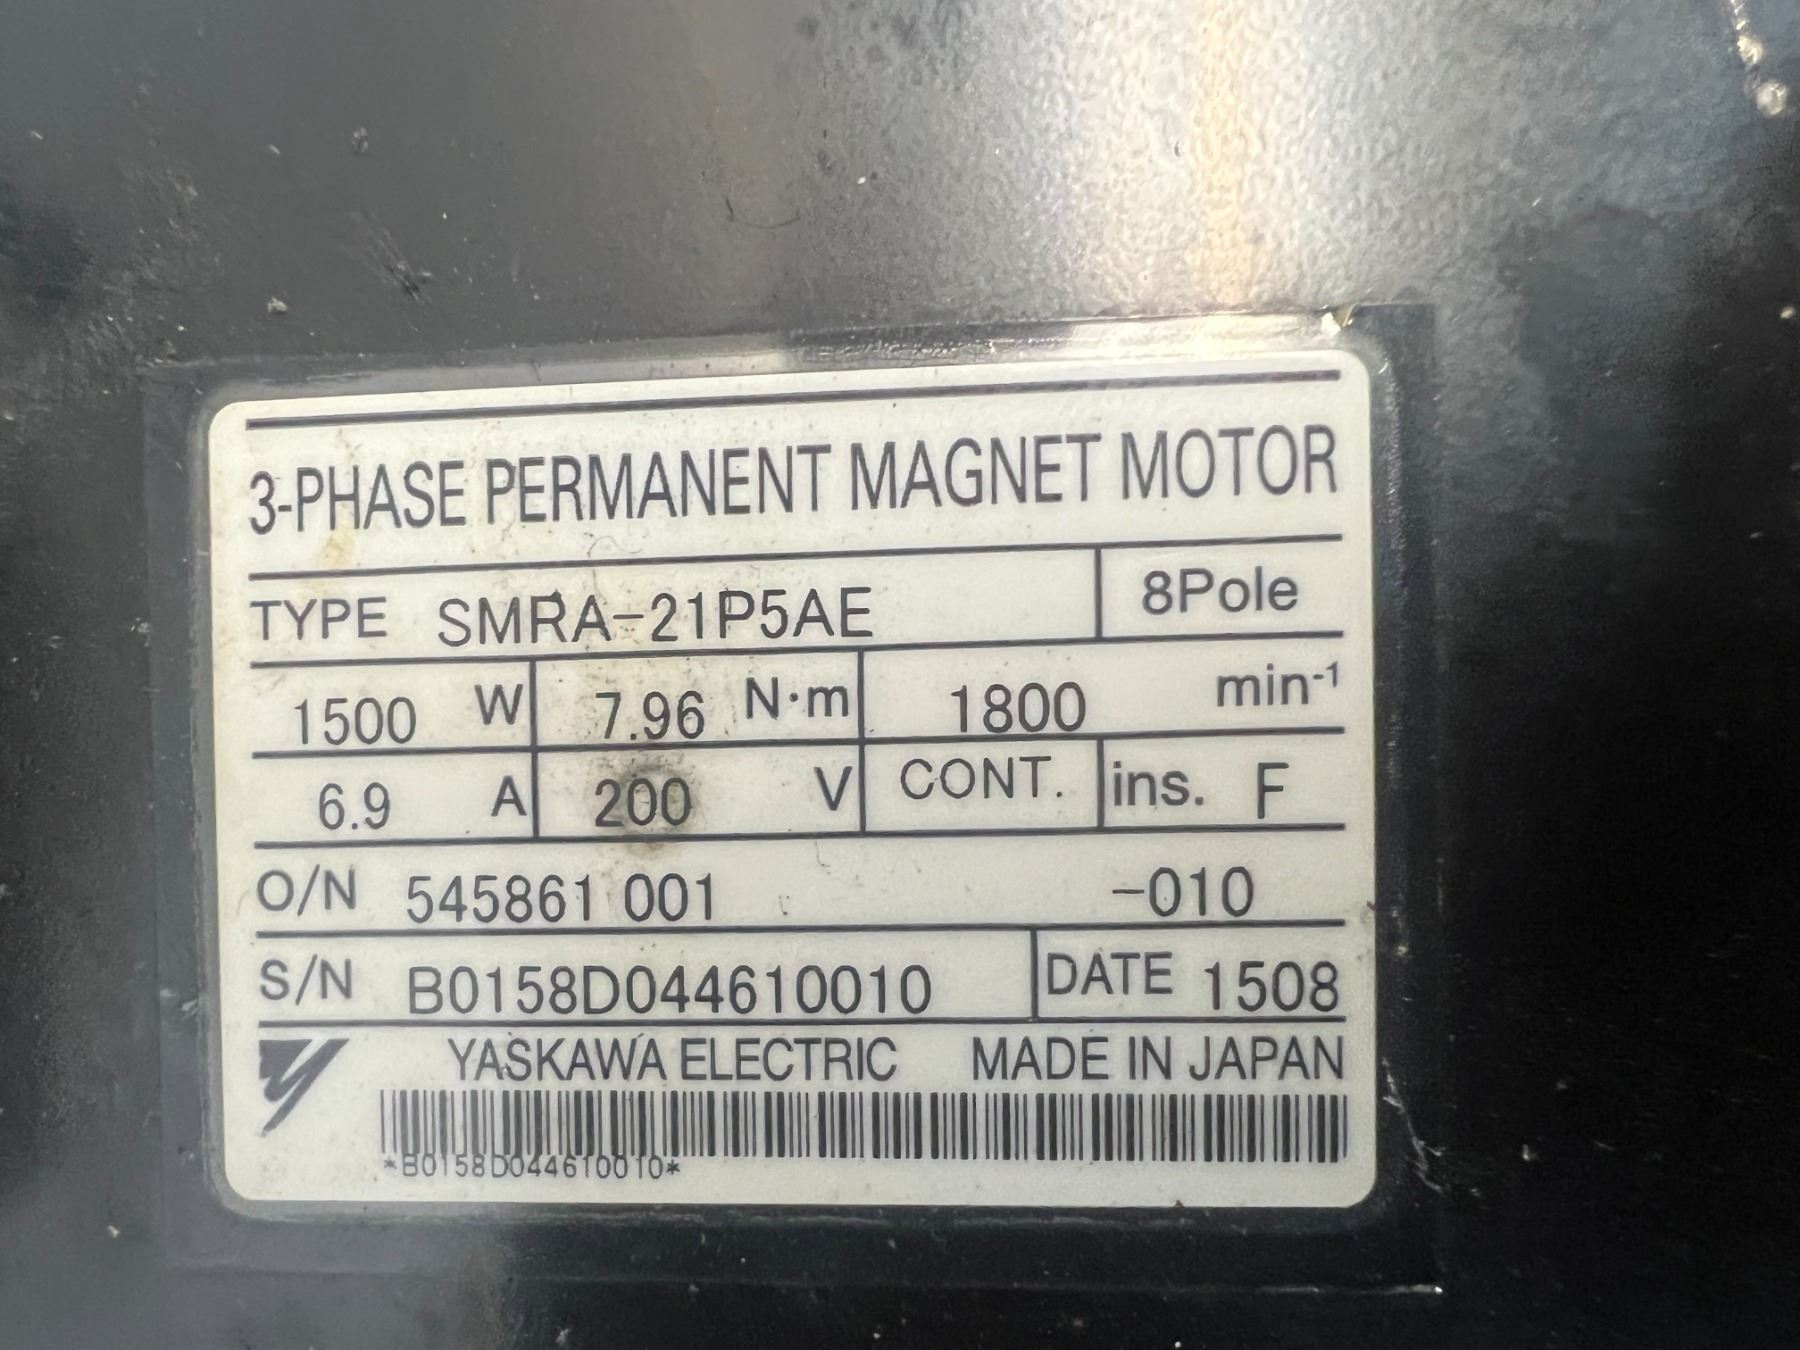 3-PHASE PERMANENT MAGNET MOTOR
TYPE SMRA-21P5AE 8Pole
1500 W 7.96 N·m 1800 min-1
6.9 A 200 V CONT. ins. F
O/N 545861 001 -010
S/N B0158D044610010 DATE 1508
YASKAWA ELECTRIC MADE IN JAPAN
*B0158D044610010*